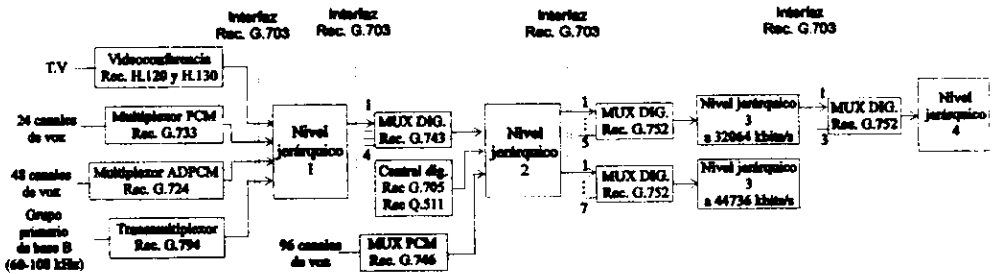 Interfaz
Rec. G.703
Interfaz
Rec. G.703
Interfaz
Rec. G.703
Interfaz
Rec. G.703
T.V
Videoconferencia
Rec. H.120 y H.130
24 canales
de voz
Multiplexor PCM
Rec. G.733
48 canales
de voz
Multiplexor ADPCM
Rec. G.724
Grupo
primario
de base B
(60-108 kHz)
Transmultiplexor
Rec. G.794
Nivel
jerárquico
1
1
4
MUX DIG.
Rec. G.743
Central dig.
Rec G.705
Rec Q.511
96 canales
de voz
MUX PCM
Rec. G.746
Nivel
jerárquico
2
1
5
MUX DIG.
Rec. G.752
1
7
MUX DIG.
Rec. G.752
Nivel jerárquico
3
a 32064 kbits/s
Nivel jerárquico
3
a 44736 kbits/s
1
3
MUX DIG.
Rec. G.752
Nivel
jerárquico
4